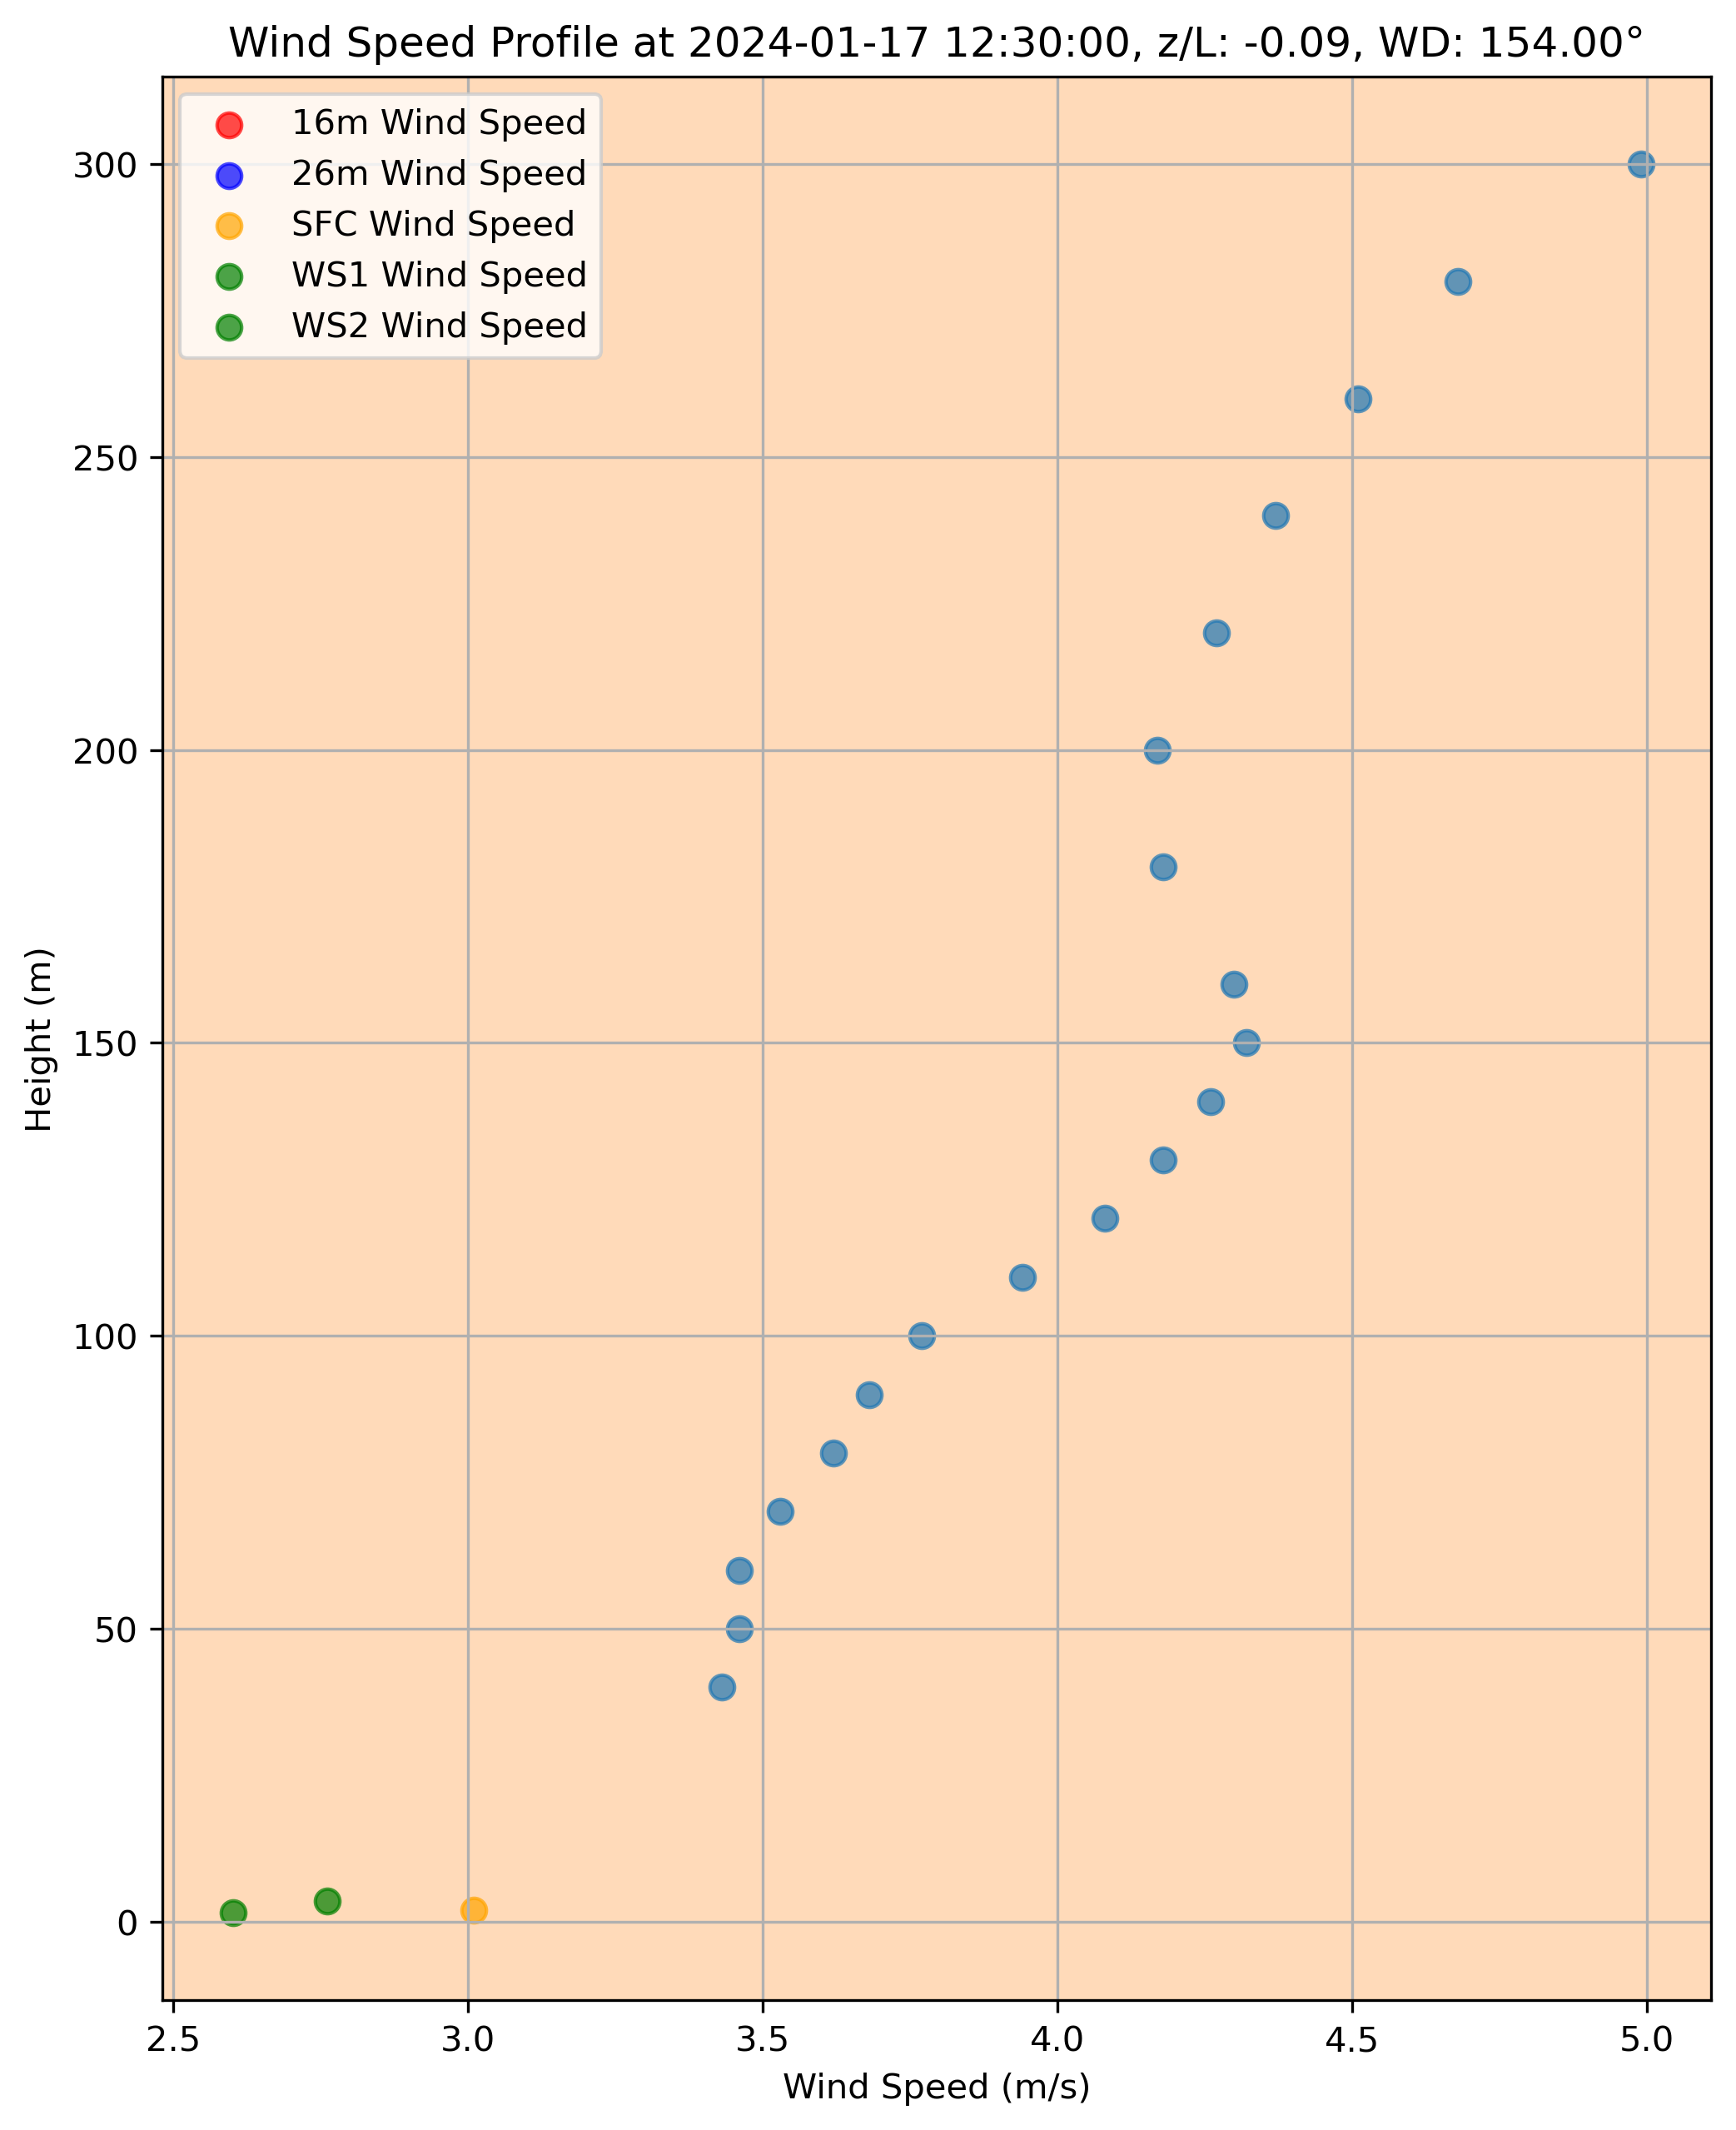 Wind Speed Profile at 2024-01-17 12:30:00, z/L: -0.09, WD: 154.00°
16m Wind Speed
26m Wind Speed
SFC Wind Speed
WS1 Wind Speed
WS2 Wind Speed
300
250
200
150
100
50
0
Height (m)
2.5 3.0 3.5 4.0 4.5 5.0
Wind Speed (m/s)